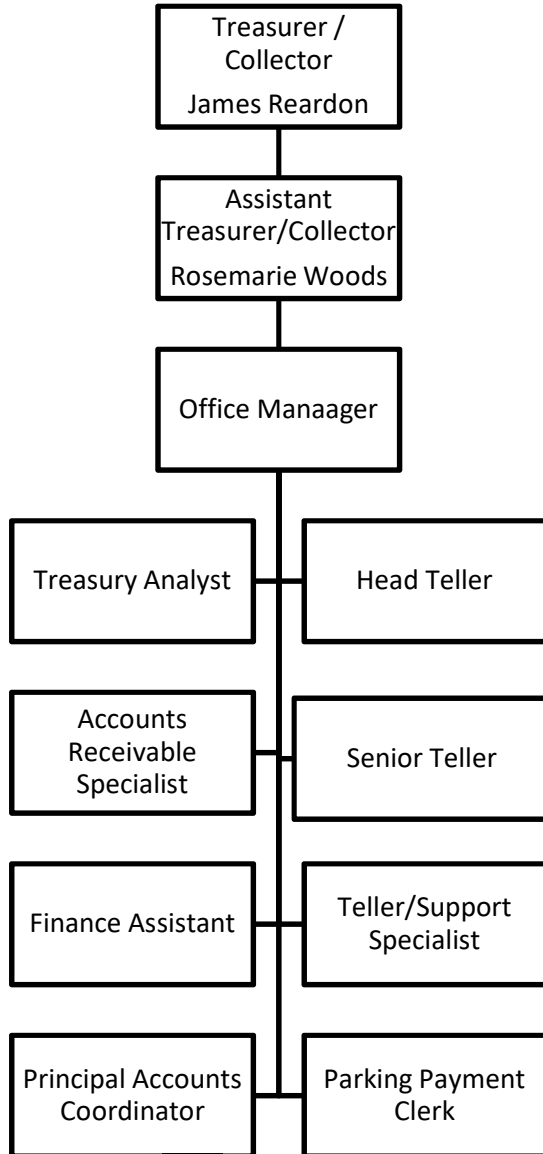 Treasurer /
Collector
James Reardon
Assistant
Treasurer/Collector
Rosemarie Woods
Office Manaager
Treasury Analyst
Head Teller
Accounts
Receivable
Specialist
Senior Teller
Finance Assistant
Teller/Support
Specialist
Principal Accounts
Coordinator
Parking Payment
Clerk